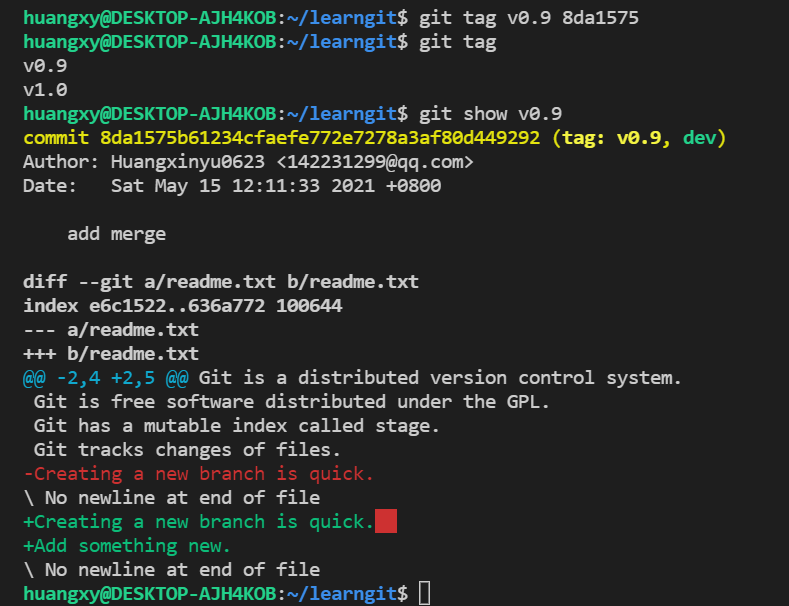 huangxy@DESKTOP-AJH4KOB:~/learngit$ git tag v0.9 8da1575
huangxy@DESKTOP-AJH4KOB:~/learngit$ git tag
v0.9
v1.0
huangxy@DESKTOP-AJH4KOB:~/learngit$ git show v0.9
commit 8da1575b61234cfaefe772e7278a3af80d449292 (tag: v0.9, dev)
Author: Huangxinyu0623 <142231299@qq.com>
Date:   Sat May 15 12:11:33 2021 +0800
    add merge
diff --git a/readme.txt b/readme.txt
index e6c1522..636a772 100644
--- a/readme.txt
+++ b/readme.txt
@@ -2,4 +2,5 @@ Git is a distributed version control system.
 Git is free software distributed under the GPL.
 Git has a mutable index called stage.
 Git tracks changes of files.
-Creating a new branch is quick.
\ No newline at end of file
+Creating a new branch is quick.
+Add something new.
\ No newline at end of file
huangxy@DESKTOP-AJH4KOB:~/learngit$